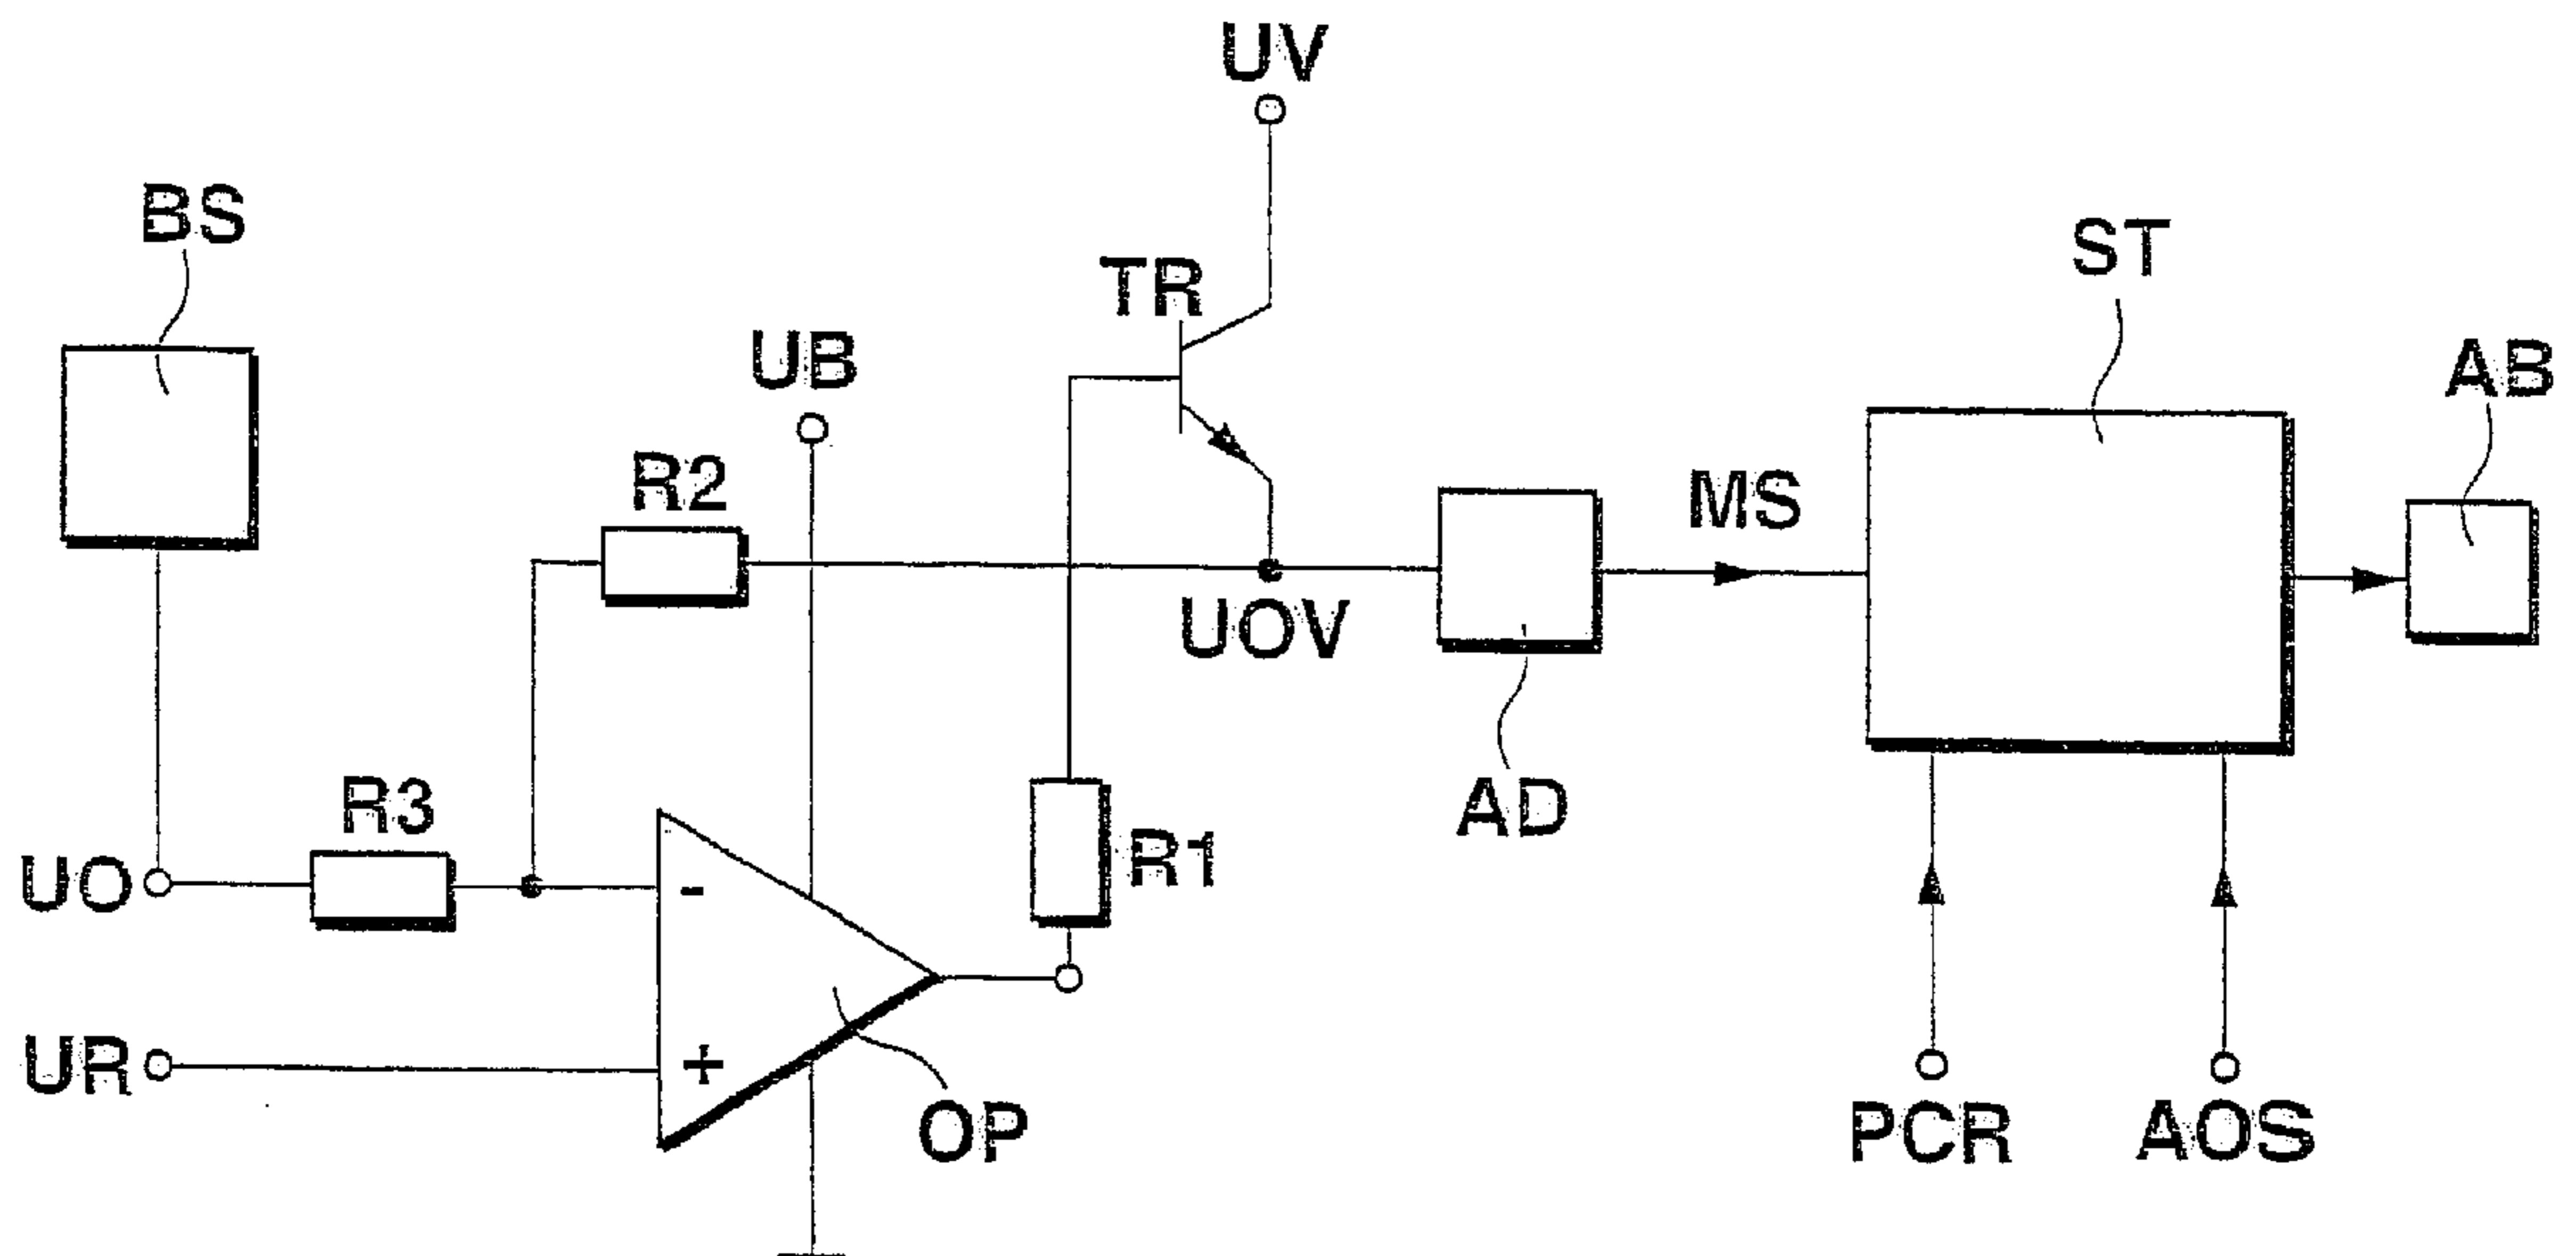 UV
BS
TR
ST
UB
AB
R2
MS
UOV
R3
AD
R1
UO
-
UR
+
OP
PCR
AOS